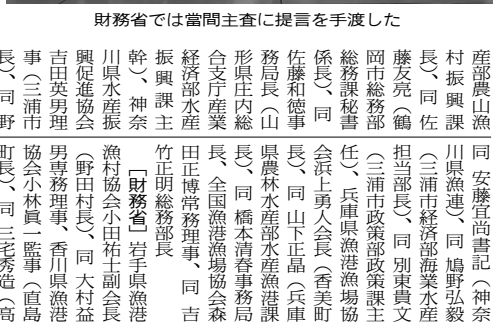 財務省では當間主査に提言を手渡した
産部農山漁
村振興課
長）、同 佐
藤友亮（鶴
岡市総務部
総務課秘書
係長）、同
佐藤和徳事
務局長（山
形県庄内総
合支庁産業
経済部水産
振興課主
幹）、神奈
川県水産振
興促進協会
吉田英男理
事（三浦市
長）、同 野
同 安藤宜尚書記（神奈
川県漁連）、同 鳩野弘毅
（三浦市経済部海業水産
担当部長）、同 別東貴文
（三浦市政策部政策課主
任）、兵庫県漁港漁場協
会浜上勇人会長（香美町
長）、同 山下正晶（兵庫
県農林水産部水産漁港課
長）、同 橋本清春事務局
長、全国漁港漁場協会森
田正博常務理事、同 吉
竹正明総務部長
【財務省】岩手県漁港
漁村協会小田祐士副会長
（野田村長）、同 大村益
男専務理事、香川県漁港
協会小林眞一監事（直島
町長）、同 三宅秀造（高